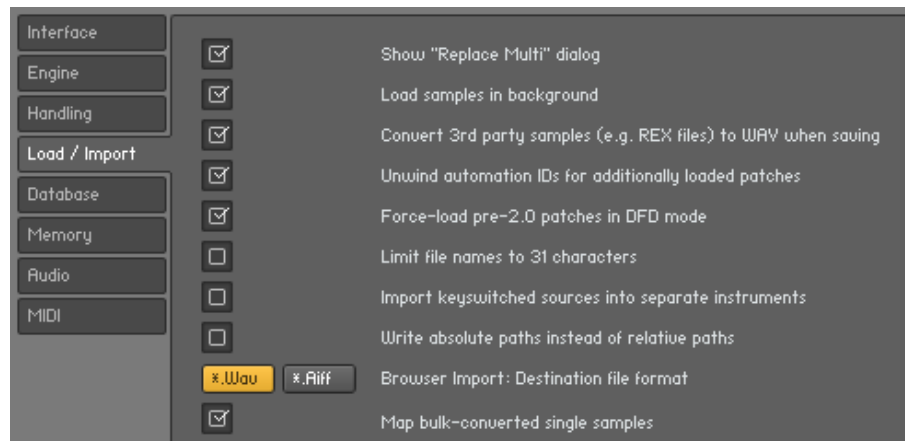 Interface
Engine
Handling
Load / Import
Database
Memory
Audio
MIDI
Show "Replace Multi" dialog
Load samples in background
Convert 3rd party samples (e.g. REX files) to WAV when saving
Unwind automation IDs for additionally loaded patches
Force-load pre-2.0 patches in DFD mode
Limit file names to 31 characters
Import keyswitched sources into separate instruments
Write absolute paths instead of relative paths
*.Wav *.Aiff Browser Import: Destination file format
Map bulk-converted single samples